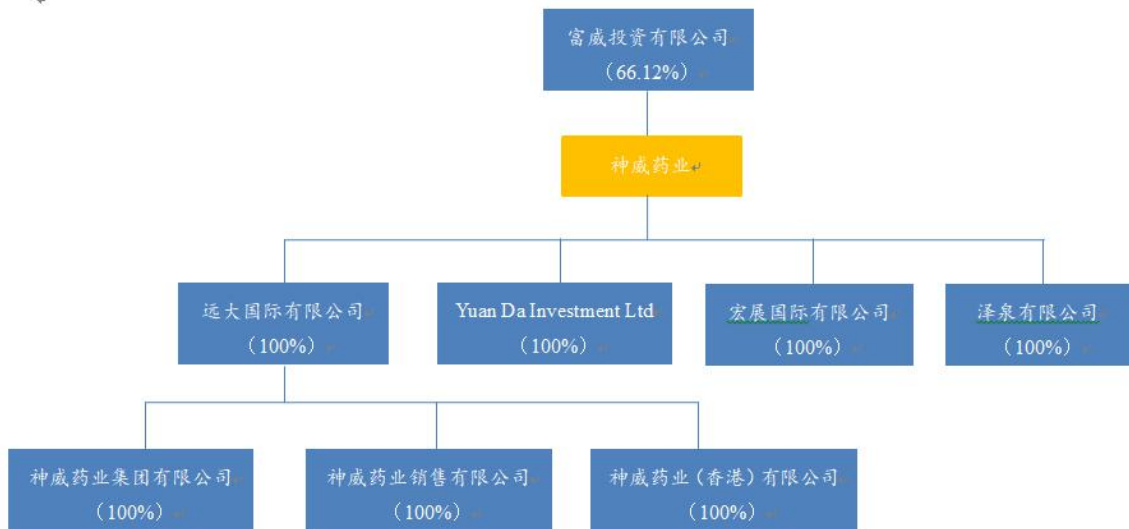 富威投资有限公司
（66.12%）
神威药业
远大国际有限公司
（100%）
Yuan Da Investment Ltd
（100%）
宏展国际有限公司
（100%）
泽泉有限公司
（100%）
神威药业集团有限公司
（100%）
神威药业销售有限公司
（100%）
神威药业（香港）有限公司
（100%）